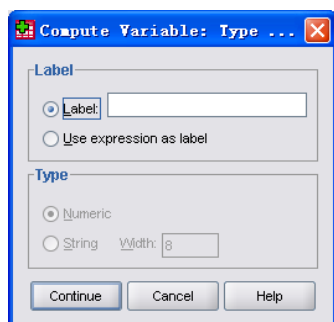 Compute Variable: Type ...
Label
Label:
Use expression as label
Type
Numeric
String Width: 8
Continue Cancel Help